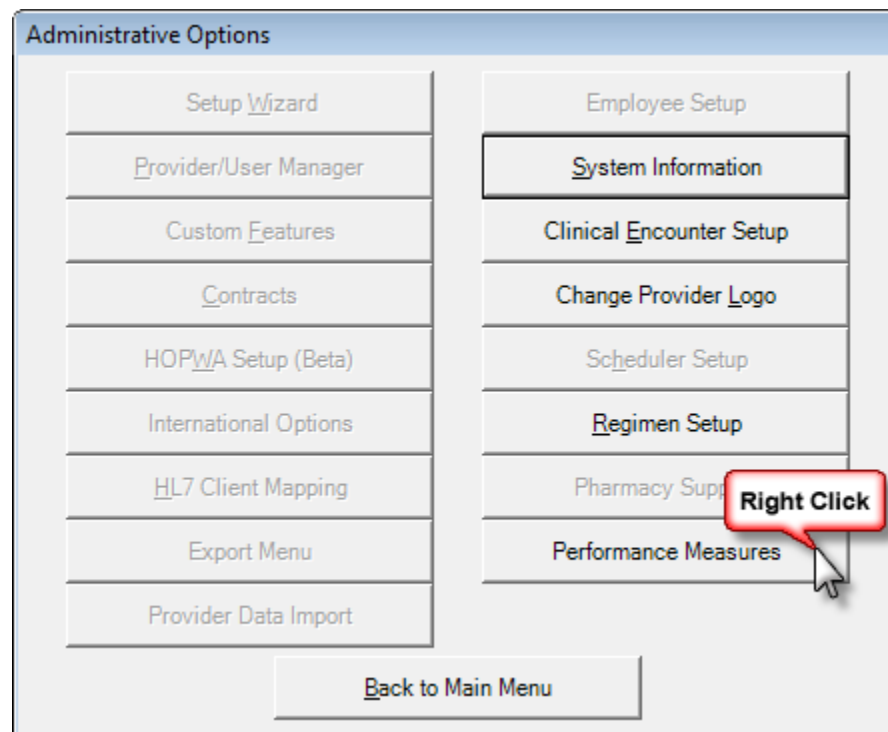 Administrative Options
Setup Wizard
Provider/User Manager
Custom Features
Contracts
HOPWA Setup (Beta)
International Options
HL7 Client Mapping
Export Menu
Provider Data Import
Employee Setup
System Information
Clinical Encounter Setup
Change Provider Logo
Scheduler Setup
Regimen Setup
Pharmacy
Right Click
Performance Measures
Back to Main Menu